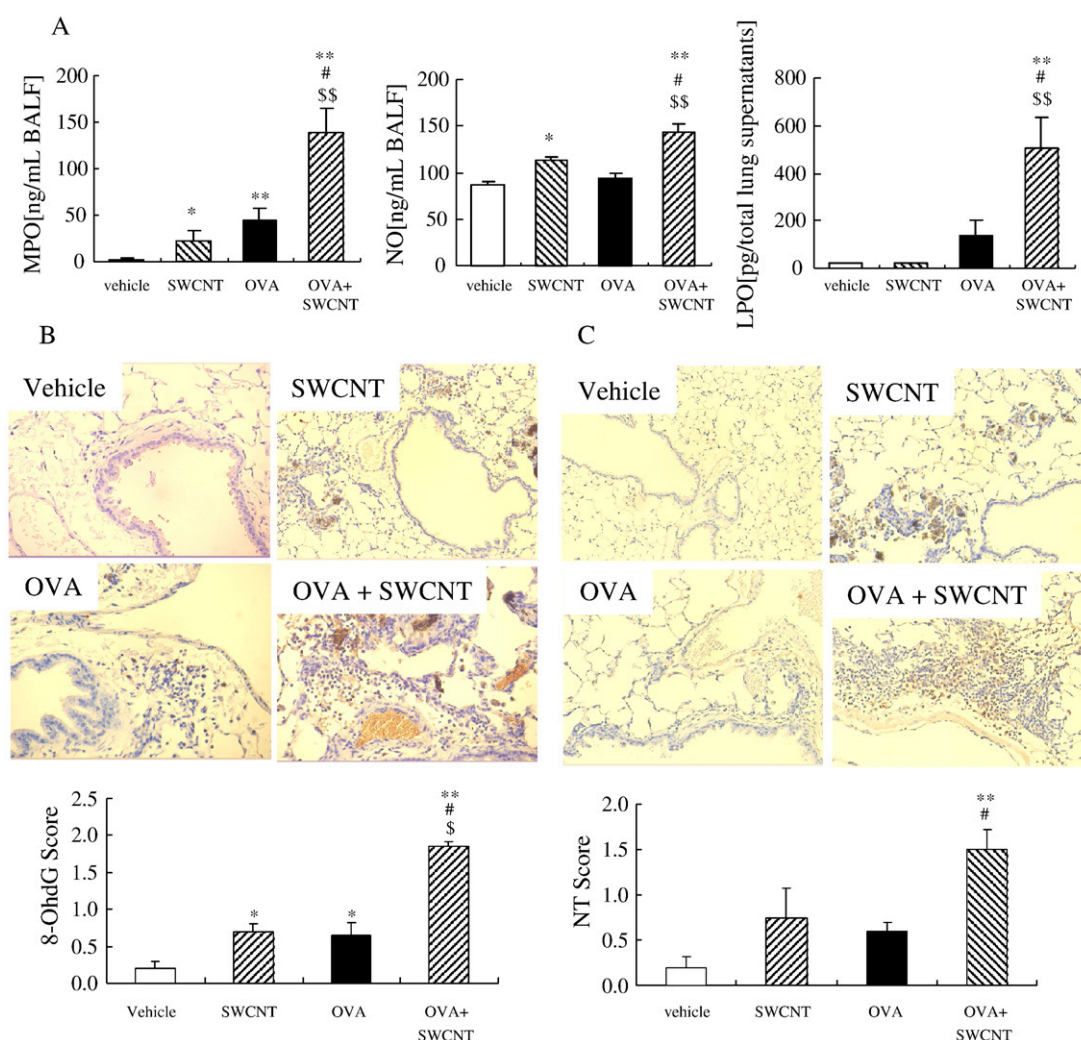 A
MPO[ng/mL BALF]
200
150
100
50
0
*
**
**
#
$$
vehicle
SWCNT
OVA
OVA+
SWCNT
NO[ng/mL BALF]
200
150
100
50
0
*
**
#
$$
vehicle
SWCNT
OVA
OVA+
SWCNT
LPO[pg/total lung supernatants]
800
600
400
200
0
**
#
$$
vehicle
SWCNT
OVA
OVA+
SWCNT
B
Vehicle
SWCNT
OVA
OVA + SWCNT
8-OhdG Score
2.5
2.0
1.5
1.0
0.5
0.0
*
*
**
#
$
Vehicle
SWCNT
OVA
OVA+
SWCNT
C
Vehicle
SWCNT
OVA
OVA + SWCNT
NT Score
2.0
1.5
1.0
0.5
0.0
**
#
vehicle
SWCNT
OVA
OVA+
SWCNT